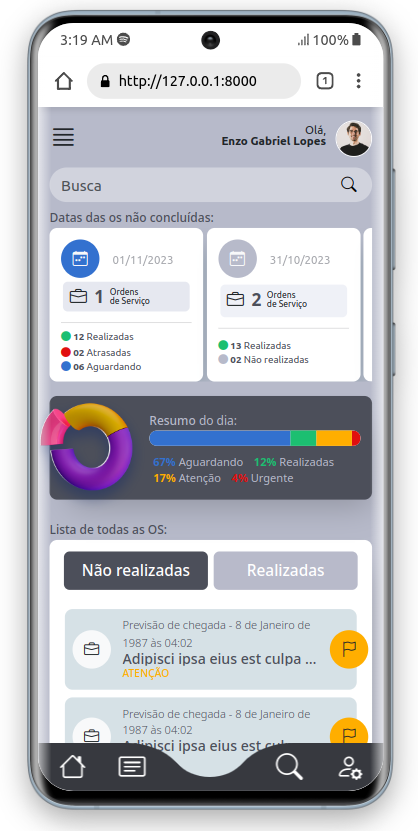 3:19 AM
100%
http://127.0.0.1:8000
1
Olá,
Enzo Gabriel Lopes
Busca
Datas das os não concluídas:
01/11/2023
1 Ordens
de Serviço
12 Realizadas
02 Atrasadas
06 Aguardando
31/10/2023
2 Ordens
de Serviço
13 Realizadas
02 Não realizadas
Resumo do dia:
67% Aguardando 12% Realizadas
17% Atenção 4% Urgente
Lista de todas as OS:
Não realizadas
Realizadas
Previsão de chegada - 8 de Janeiro de
1987 às 04:02
Adipisci ipsa eius est culpa ...
ATENÇÃO
Previsão de chegada - 8 de Janeiro de
1987 às 04:02
Adipisci ipsa eius est culpa